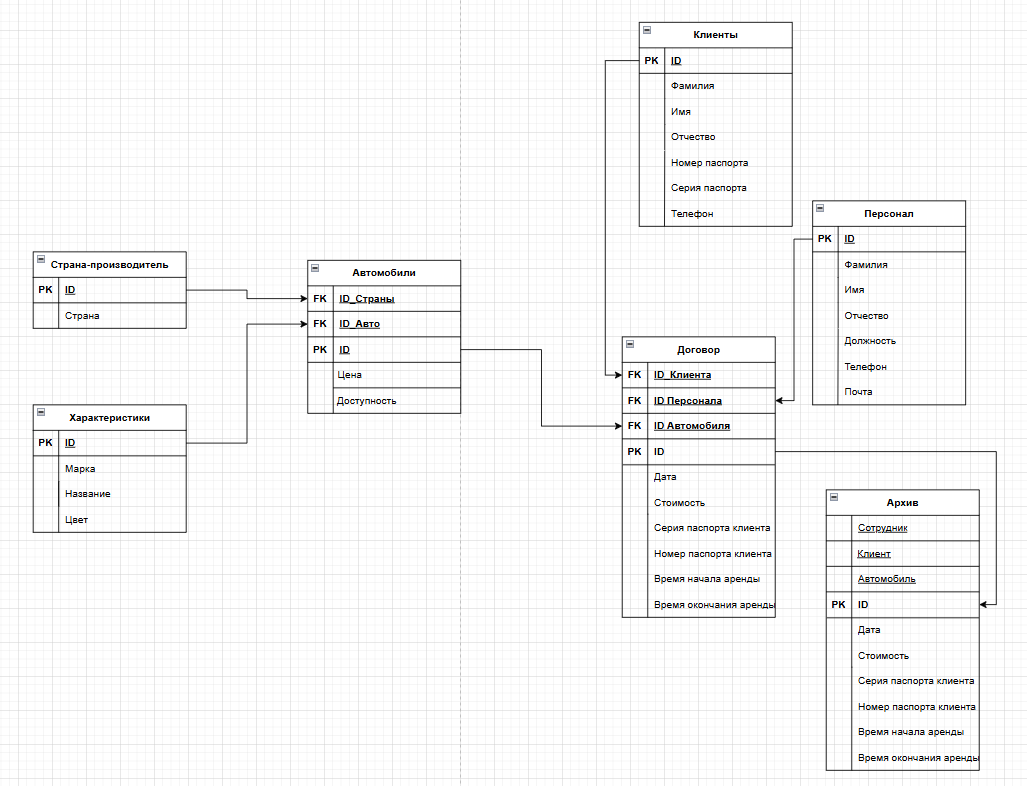 Клиенты
PK ID
Фамилия
Имя
Отчество
Номер паспорта
Серия паспорта
Телефон
Персонал
PK ID
Фамилия
Имя
Отчество
Должность
Телефон
Почта
Страна-производитель
PK ID
Страна
Автомобили
FK ID_Страны
FK ID_Авто
PK ID
Цена
Доступность
Характеристики
PK ID
Марка
Название
Цвет
Договор
FK ID_Клиента
FK ID Персонала
FK ID Автомобиля
PK ID
Дата
Стоимость
Серия паспорта клиента
Номер паспорта клиента
Время начала аренды
Время окончания аренды
Архив
Сотрудник
Клиент
Автомобиль
PK ID
Дата
Стоимость
Серия паспорта клиента
Номер паспорта клиента
Время начала аренды
Время окончания аренды